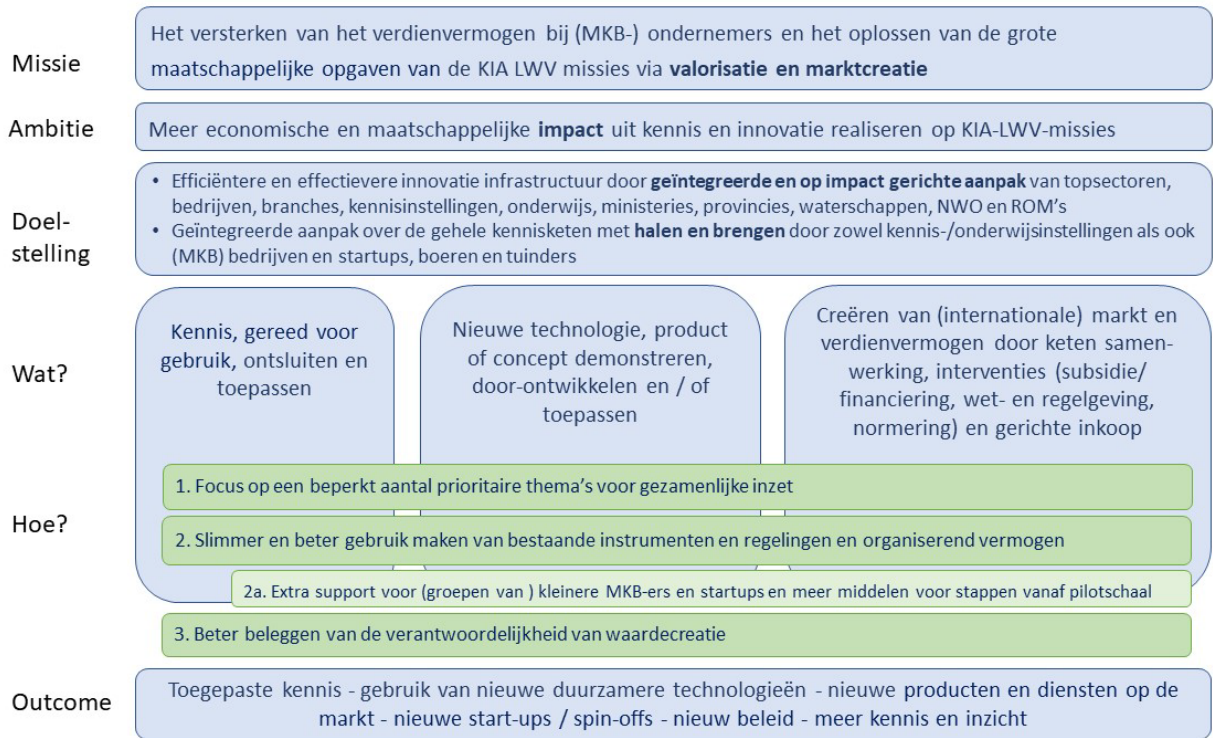 Missie
Het versterken van het verdienvermogen bij (MKB-) ondernemers en het oplossen van de grote
maatschappelijke opgaven van de KIA LWV missies via valorisatie en marktcreatie
Ambitie
Meer economische en maatschappelijke impact uit kennis en innovatie realiseren op KIA-LWV-missies
Doel-
stelling
• Efficiëntere en effectievere innovatie infrastructuur door geïntegreerde en op impact gerichte aanpak van topsectoren,
bedrijven, branches, kennisinstellingen, onderwijs, ministeries, provincies, waterschappen, NWO en ROM's
• Geïntegreerde aanpak over de gehele kennisketen met halen en brengen door zowel kennis-/onderwijsinstellingen als ook
(MKB) bedrijven en startups, boeren en tuinders
Wat?
Kennis, gereed voor
gebruik, ontsluiten en
toepassen
Nieuwe technologie, product
of concept demonstreren,
door-ontwikkelen en / of
toepassen
Creëren van (internationale) markt en
verdienvermogen door keten samen-
werking, interventies (subsidie/
financiering, wet- en regelgeving,
normering) en gerichte inkoop
Hoe?
1. Focus op een beperkt aantal prioritaire thema's voor gezamenlijke inzet
2. Slimmer en beter gebruik maken van bestaande instrumenten en regelingen en organiserend vermogen
2a. Extra support voor (groepen van ) kleinere MKB-ers en startups en meer middelen voor stappen vanaf pilotschaal
3. Beter beleggen van de verantwoordelijkheid van waardecreatie
Outcome
Toegepaste kennis - gebruik van nieuwe duurzamere technologieën - nieuwe producten en diensten op de
markt - nieuwe start-ups / spin-offs - nieuw beleid - meer kennis en inzicht